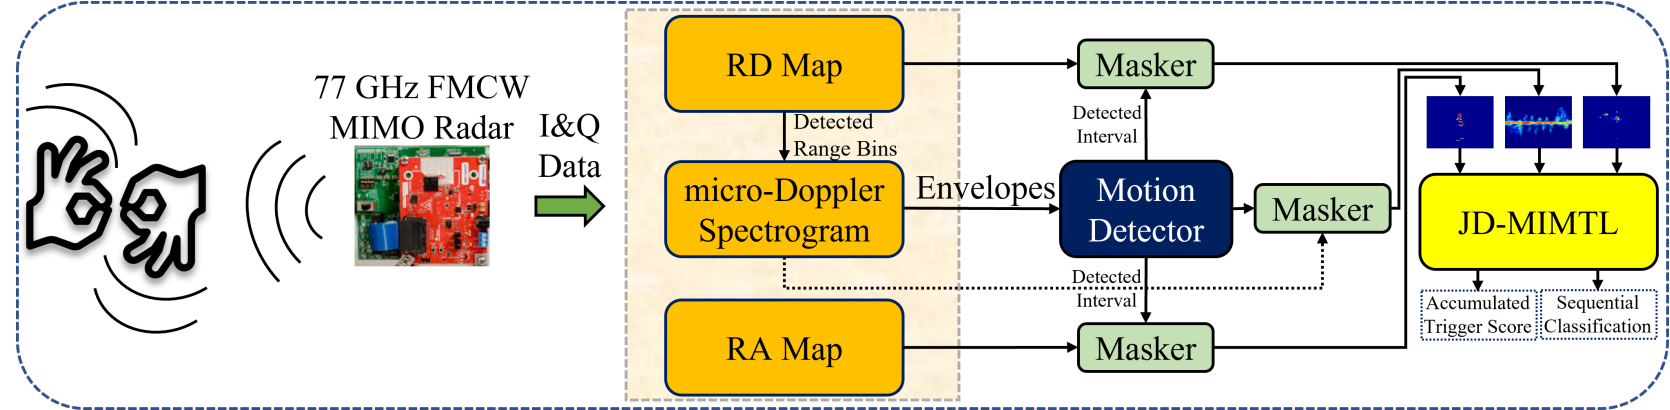 77 GHz FMCW
MIMO Radar
I&Q
Data
RD Map
Detected
Range Bins
micro-Doppler
Spectrogram
RA Map
Envelopes
Masker
Detected
Interval
Motion
Detector
Detected
Interval
Masker
Masker
JD-MIMTL
Accumulated
Trigger Score
Sequential
Classification